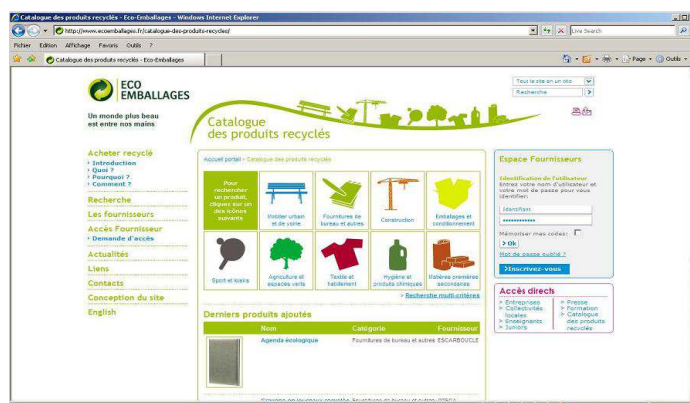 Catalogue des produits recyclés - Eco-Emballages - Windows Internet Explorer
http://www.ecoemballages.fr/catalogue-des-produits-recycles/
Live Search
Fichier Edition Affichage Favoris Outils ?
Catalogue des produits recyclés - Eco-Emballages
Page
Outils
ECO
EMBALLAGES
Un monde plus beau
est entre nos mains
Catalogue
des produits recyclés
Tout le site en un clic
Recherche
Acheter recyclé
Introduction
Quoi ?
Pourquoi ?
Comment ?
Recherche
Les fournisseurs
Accès Fournisseur
Demande d'accès
Actualités
Liens
Contacts
Conception du site
English
Accueil portail > Catalogue des produits recyclés
Pour
rechercher
un produit,
cliquez sur un
des icônes
suivants
Mobilier urbain
et de voirie
Fournitures de
bureau et autres
Construction
Emballages et
conditionnement
Sport et loisirs
Agriculture et
espaces verts
Textile et
habillement
Hygiène et
produits chimiques
Matières premières
secondaires
> Recherche multi-critères
Derniers produits ajoutés
Nom Catégorie Fournisseur
Agenda écologique Fournitures de bureau et autres ESCARBOUCLE
Espace Fournisseurs
Identification de l'utilisateur
Entrez votre nom d'utilisateur et
votre mot de passe pour vous
identifier:
Identifiant
Mémoriser mes codes:
> Ok
Mot de passe oublié ?
>Inscrivez-vous
Accès directs
> Entreprises
> Collectivités
locales
> Enseignants
> Juniors
> Presse
> Formation
> Catalogue
des produits
recyclés